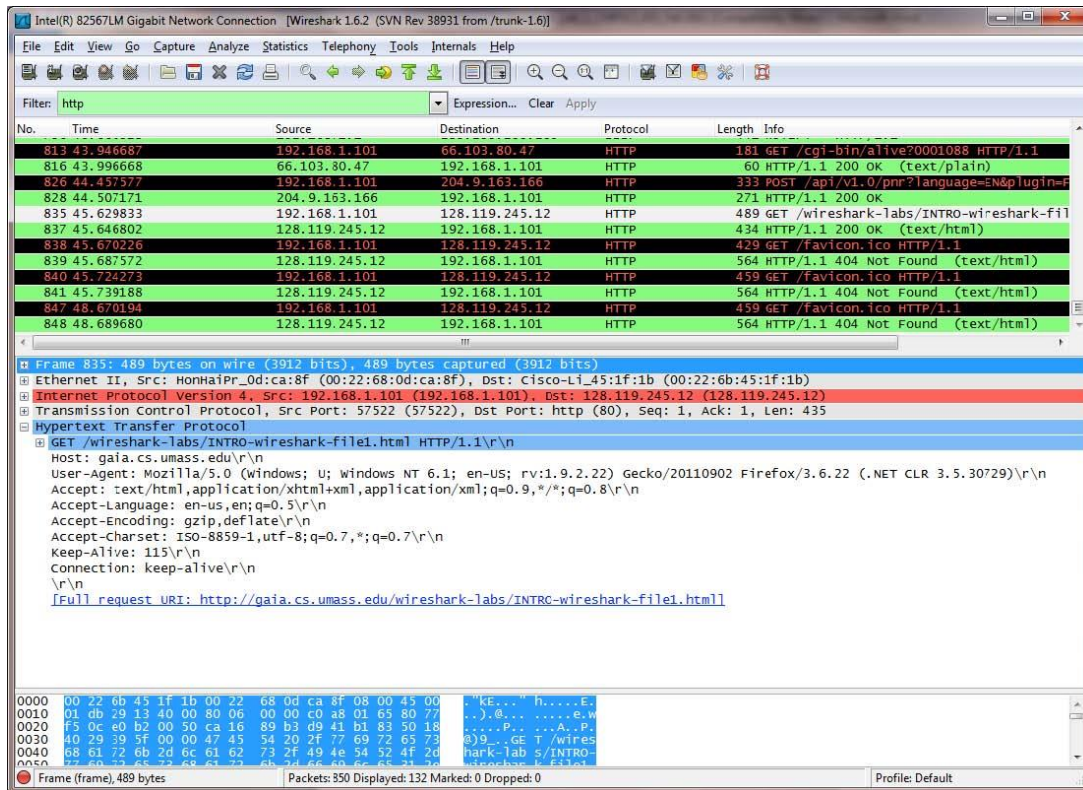 Intel(R) 82567LM Gigabit Network Connection [Wireshark 1.6.2 (SVN Rev 38931 from /trunk-1.6)]
File Edit View Go Capture Analyze Statistics Telephony Tools Internals Help
Filter: http Expression... Clear Apply
No. Time Source Destination Protocol Length Info
813 43.946687 192.168.1.101 66.103.80.47 HTTP 181 GET /cgi-bin/alive?0001088 HTTP/1.1
816 43.996668 66.103.80.47 192.168.1.101 HTTP 60 HTTP/1.1 200 OK (text/plain)
826 44.457577 192.168.1.101 204.9.163.166 HTTP 333 POST /api/v1.0/pnr?language=EN&plugin=F
828 44.507171 204.9.163.166 192.168.1.101 HTTP 271 HTTP/1.1 200 OK
835 45.629833 192.168.1.101 128.119.245.12 HTTP 489 GET /wireshark-labs/INTRO-wireshark-fil
837 45.646802 128.119.245.12 192.168.1.101 HTTP 434 HTTP/1.1 200 OK (text/html)
838 45.670226 192.168.1.101 128.119.245.12 HTTP 429 GET /favicon.ico HTTP/1.1
839 45.687572 128.119.245.12 192.168.1.101 HTTP 564 HTTP/1.1 404 Not Found (text/html)
840 45.724273 192.168.1.101 128.119.245.12 HTTP 459 GET /favicon.ico HTTP/1.1
841 45.739188 128.119.245.12 192.168.1.101 HTTP 564 HTTP/1.1 404 Not Found (text/html)
847 48.670194 192.168.1.101 128.119.245.12 HTTP 459 GET /favicon.ico HTTP/1.1
848 48.689680 128.119.245.12 192.168.1.101 HTTP 564 HTTP/1.1 404 Not Found (text/html)
Frame 835: 489 bytes on wire (3912 bits), 489 bytes captured (3912 bits)
Ethernet II, Src: HonHaiPr_0d:ca:8f (00:22:68:0d:ca:8f), Dst: Cisco-Li_45:1f:1b (00:22:6b:45:1f:1b)
Internet Protocol Version 4, Src: 192.168.1.101 (192.168.1.101), Dst: 128.119.245.12 (128.119.245.12)
Transmission Control Protocol, Src Port: 57522 (57522), Dst Port: http (80), Seq: 1, Ack: 1, Len: 435
Hypertext Transfer Protocol
GET /wireshark-labs/INTRO-wireshark-file1.html HTTP/1.1\r\n
Host: gaia.cs.umass.edu\r\n
User-Agent: Mozilla/5.0 (Windows; U; Windows NT 6.1; en-US; rv:1.9.2.22) Gecko/20110902 Firefox/3.6.22 (.NET CLR 3.5.30729)\r\n
Accept: text/html,application/xhtml+xml,application/xml;q=0.9,*/*;q=0.8\r\n
Accept-Language: en-us,en;q=0.5\r\n
Accept-Encoding: gzip,deflate\r\n
Accept-Charset: ISO-8859-1,utf-8;q=0.7,*;q=0.7\r\n
Keep-Alive: 115\r\n
Connection: keep-alive\r\n
\r\n
[Full request URI: http://gaia.cs.umass.edu/wireshark-labs/INTRO-wireshark-file1.html]
0000 00 22 6b 45 1f 1b 00 22 68 0d ca 8f 08 00 45 00 ."kE..." h.....E.
0010 01 db 29 13 40 00 80 06 00 00 c0 a8 01 65 80 77 ..).@... .....e.w
0020 f5 0c e0 b2 00 50 ca 16 89 b3 d9 41 b1 83 50 18 .....P.. ...A..P.
0030 40 29 39 5f 00 00 47 45 54 20 2f 77 69 72 65 73 @)9_..GE T /wires
0040 68 61 72 6b 2d 6c 61 62 73 2f 49 4e 54 52 4f 2d hark-lab s/INTRO-
0050 77 69 72 65 73 68 61 72 6b 2d 66 69 6c 65 31 2e wireshar k-file1.
Frame (frame), 489 bytes Packets: 850 Displayed: 132 Marked: 0 Dropped: 0 Profile: Default